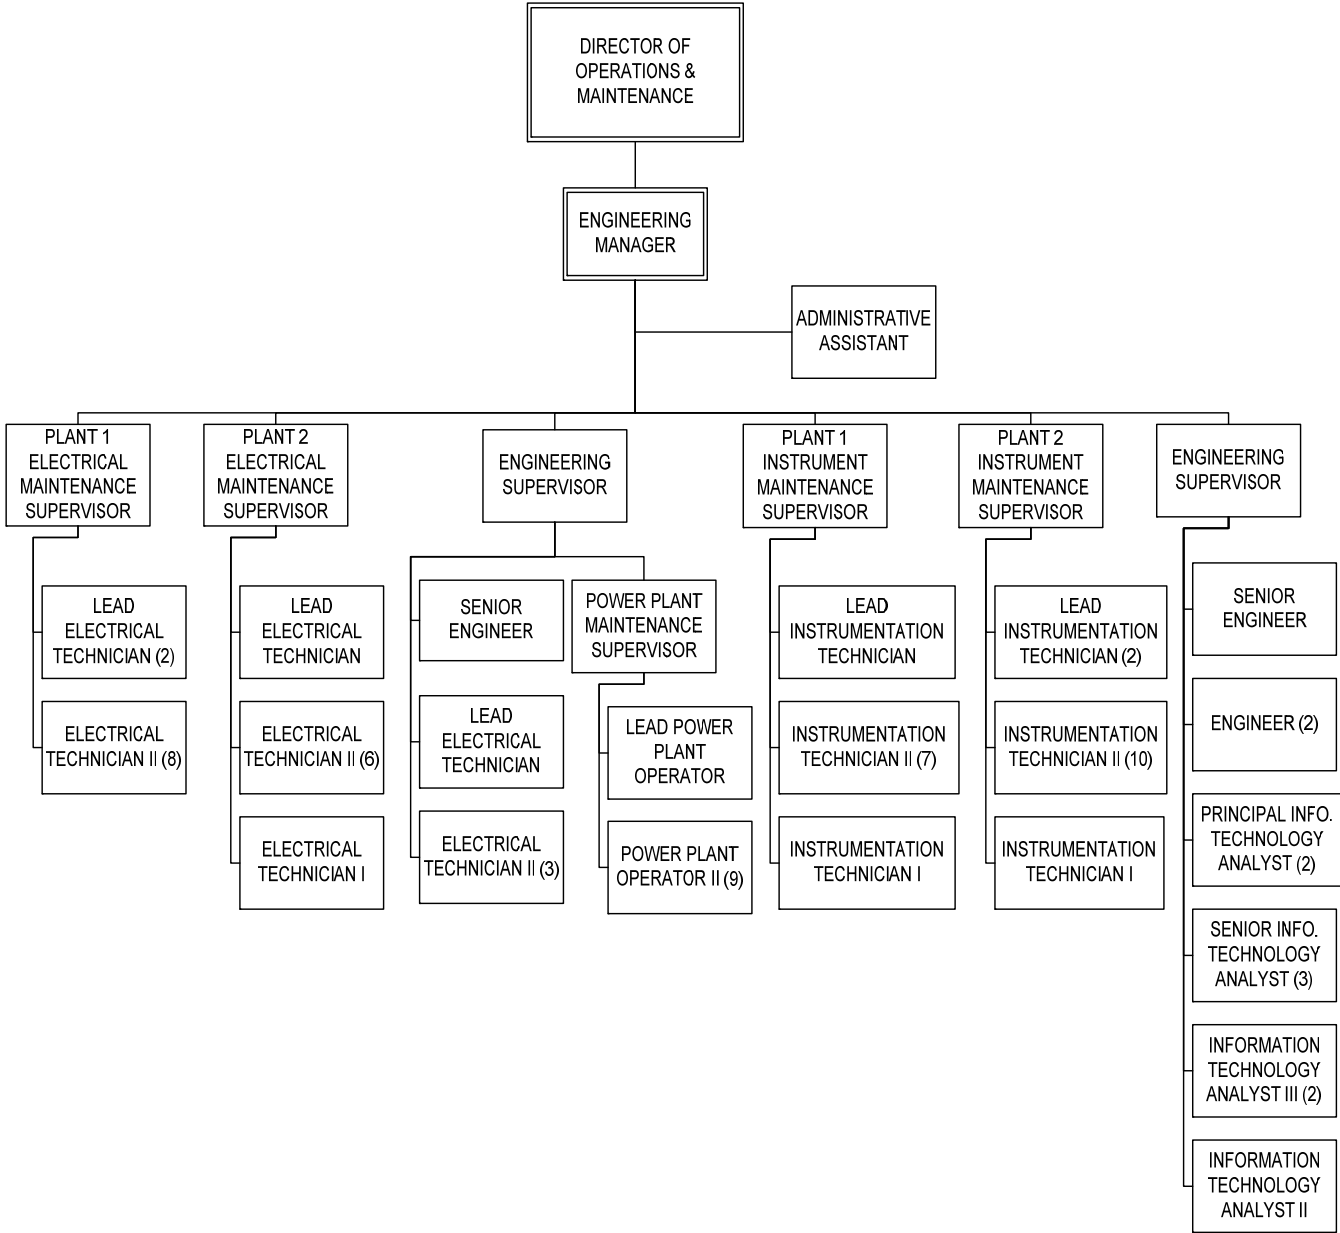 DIRECTOR OF
OPERATIONS &
MAINTENANCE
ENGINEERING
MANAGER
ADMINISTRATIVE
ASSISTANT
PLANT 1
ELECTRICAL
MAINTENANCE
SUPERVISOR
LEAD
ELECTRICAL
TECHNICIAN (2)
ELECTRICAL
TECHNICIAN II (8)
PLANT 2
ELECTRICAL
MAINTENANCE
SUPERVISOR
LEAD
ELECTRICAL
TECHNICIAN
ELECTRICAL
TECHNICIAN II (6)
ELECTRICAL
TECHNICIAN I
ENGINEERING
SUPERVISOR
SENIOR
ENGINEER
LEAD
ELECTRICAL
TECHNICIAN
ELECTRICAL
TECHNICIAN II (3)
POWER PLANT
MAINTENANCE
SUPERVISOR
LEAD POWER
PLANT
OPERATOR
POWER PLANT
OPERATOR II (9)
PLANT 1
INSTRUMENT
MAINTENANCE
SUPERVISOR
LEAD
INSTRUMENTATION
TECHNICIAN
INSTRUMENTATION
TECHNICIAN II (7)
INSTRUMENTATION
TECHNICIAN I
PLANT 2
INSTRUMENT
MAINTENANCE
SUPERVISOR
LEAD
INSTRUMENTATION
TECHNICIAN (2)
INSTRUMENTATION
TECHNICIAN II (10)
INSTRUMENTATION
TECHNICIAN I
ENGINEERING
SUPERVISOR
SENIOR
ENGINEER
ENGINEER (2)
PRINCIPAL INFO.
TECHNOLOGY
ANALYST (2)
SENIOR INFO.
TECHNOLOGY
ANALYST (3)
INFORMATION
TECHNOLOGY
ANALYST III (2)
INFORMATION
TECHNOLOGY
ANALYST II